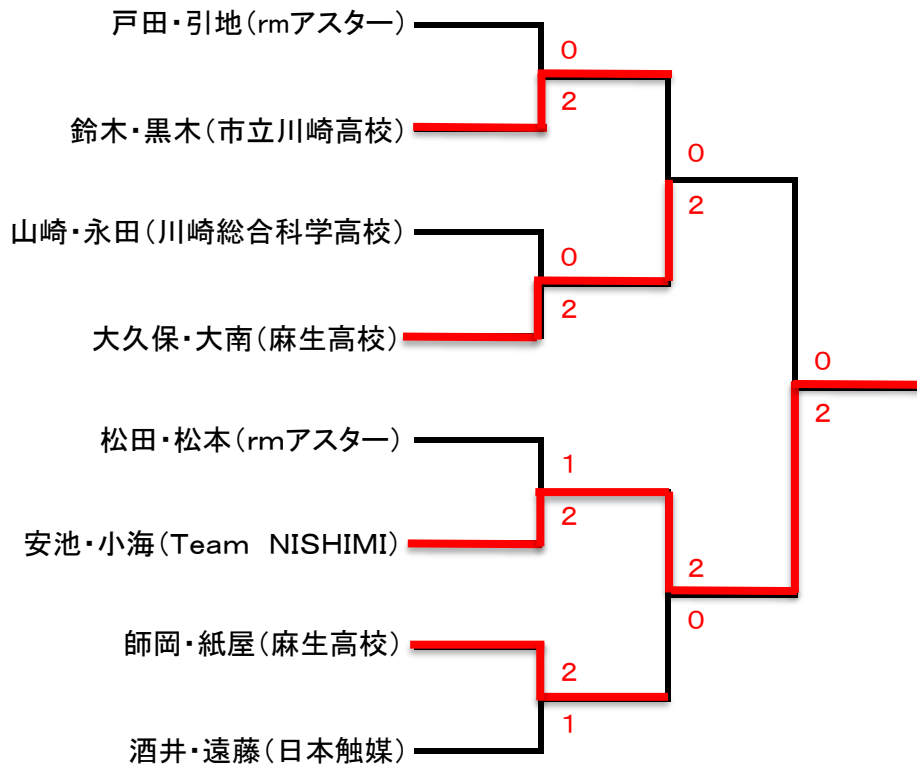 戸田・引地(rmアスター)
0
2
鈴木・黒木(市立川崎高校)
0
2
山崎・永田(川崎総合科学高校)
0
2
大久保・大南(麻生高校)
0
2
松田・松本(rmアスター)
1
2
安池・小海(Team　NISHIMI)
2
0
師岡・紙屋(麻生高校)
2
1
酒井・遠藤(日本触媒)